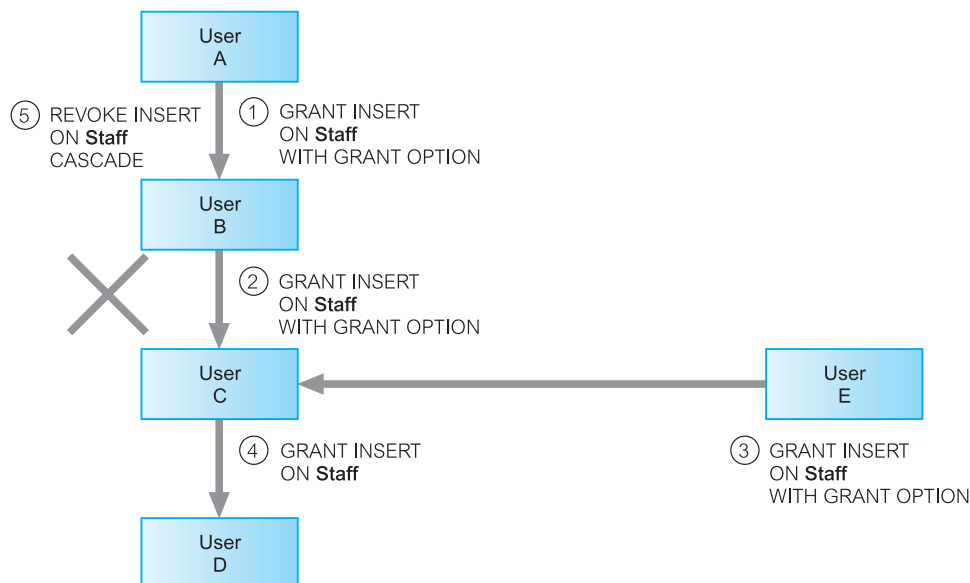 User
A
⑤ REVOKE INSERT
ON Staff
CASCADE
① GRANT INSERT
ON Staff
WITH GRANT OPTION
User
B
② GRANT INSERT
ON Staff
WITH GRANT OPTION
User
C
User
E
④ GRANT INSERT
ON Staff
③ GRANT INSERT
ON Staff
WITH GRANT OPTION
User
D